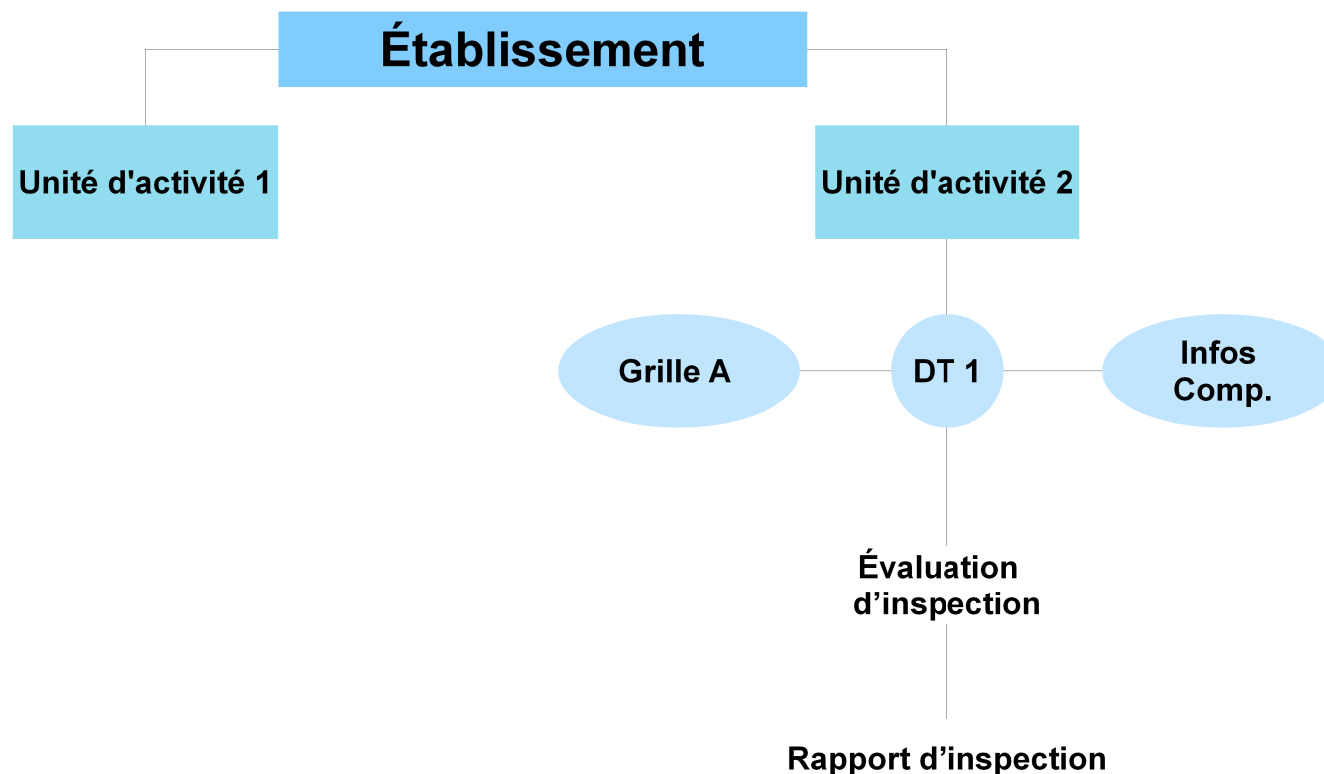 Établissement
Unité d'activité 1
Unité d'activité 2
Grille A
DT 1
Infos
Comp.
Évaluation
d’inspection
Rapport d’inspection